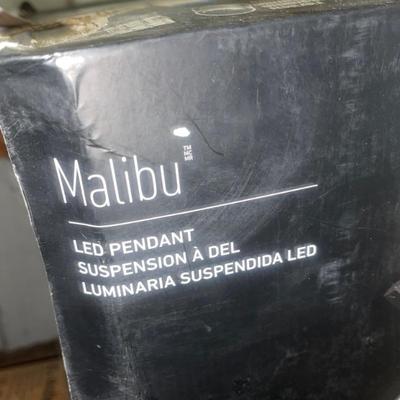 Malibu
TM
MC
MR
LED PENDANT
SUSPENSION À DEL
LUMINARIA SUSPENDIDA LED